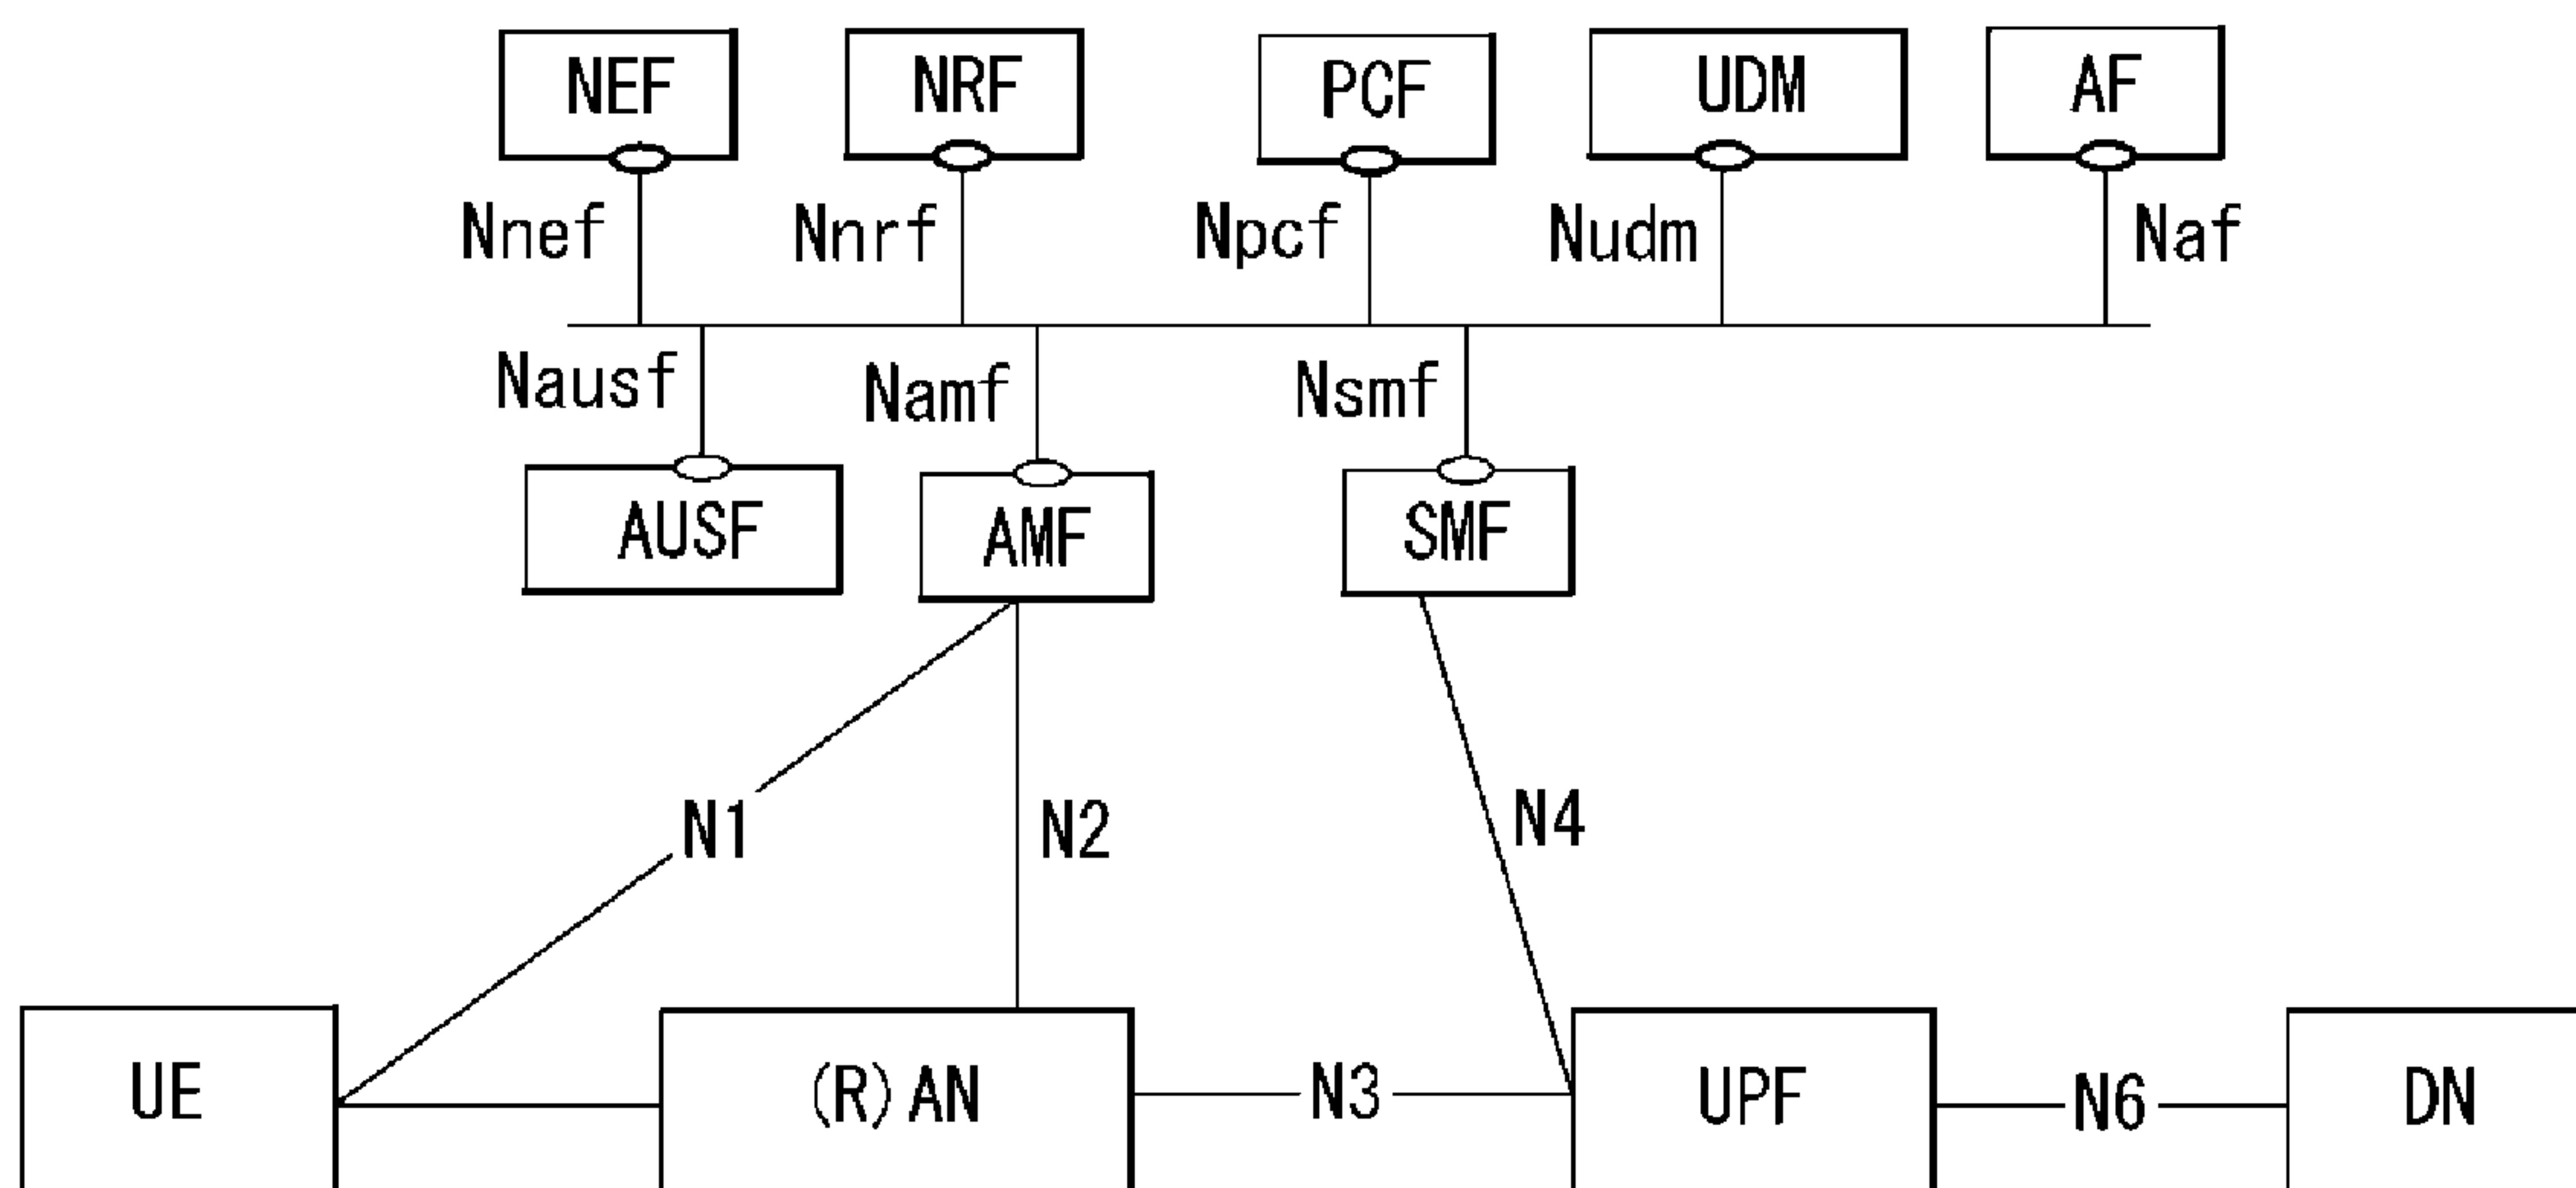 NEF NRF PCF UDM AF
Nnef Nnrf Npcf Nudm Naf
Nausf Namf Nsmf
AUSF AMF SMF
N1 N2 N4
UE (R)AN N3 UPF N6 DN